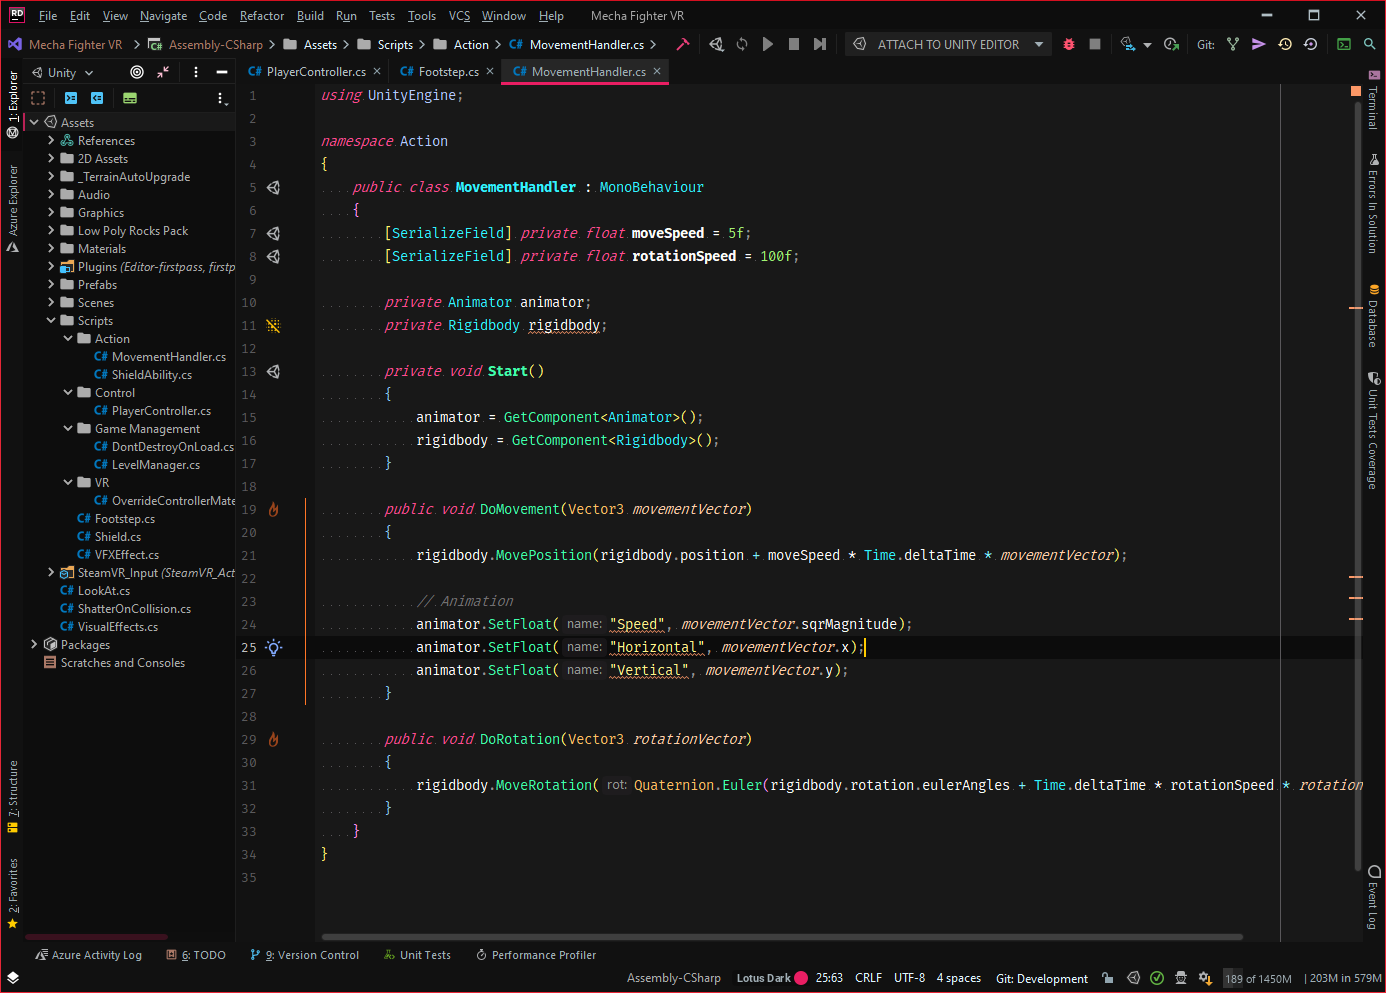 RD File Edit View Navigate Code Refactor Build Run Tests Tools VCS Window Help Mecha Fighter VR
Mecha Fighter VR > C# Assembly-CSharp > Assets > Scripts > Action > C# MovementHandler.cs > ATTACH TO UNITY EDITOR Git:
Unity
C# PlayerController.cs × C# Footstep.cs × C# MovementHandler.cs ×
1: Explorer
Azure Explorer
7: Structure
2: Favorites
Assets
References
2D Assets
_TerrainAutoUpgrade
Audio
Graphics
Low Poly Rocks Pack
Materials
Plugins (Editor-firstpass, firstp
Prefabs
Scenes
Scripts
Action
C# MovementHandler.cs
C# ShieldAbility.cs
Control
C# PlayerController.cs
Game Management
C# DontDestroyOnLoad.cs
C# LevelManager.cs
VR
C# OverrideControllerMate
C# Footstep.cs
C# Shield.cs
C# VFXEffect.cs
SteamVR_Input (SteamVR_Act
C# LookAt.cs
C# ShatterOnCollision.cs
C# VisualEffects.cs
Packages
Scratches and Consoles
1 using UnityEngine;
2
3 namespace Action
4 {
5 public class MovementHandler : MonoBehaviour
6 {
7 [SerializeField] private float moveSpeed = 5f;
8 [SerializeField] private float rotationSpeed = 100f;
9
10 private Animator animator;
11 private Rigidbody rigidbody;
12
13 private void Start()
14 {
15 animator = GetComponent<Animator>();
16 rigidbody = GetComponent<Rigidbody>();
17 }
18
19 public void DoMovement(Vector3 movementVector)
20 {
21 rigidbody.MovePosition(rigidbody.position + moveSpeed * Time.deltaTime * movementVector);
22
23 // Animation
24 animator.SetFloat( name: "Speed", movementVector.sqrMagnitude);
25 animator.SetFloat( name: "Horizontal", movementVector.x);
26 animator.SetFloat( name: "Vertical", movementVector.y);
27 }
28
29 public void DoRotation(Vector3 rotationVector)
30 {
31 rigidbody.MoveRotation( rot: Quaternion.Euler(rigidbody.rotation.eulerAngles + Time.deltaTime * rotationSpeed * rotation
32 }
33 }
34 }
35
Terminal
Errors In Solution
Database
Unit Tests Coverage
Event Log
Azure Activity Log 6: TODO 9: Version Control Unit Tests Performance Profiler
Assembly-CSharp Lotus Dark 25:63 CRLF UTF-8 4 spaces Git: Development 189 of 1450M | 203M in 579M